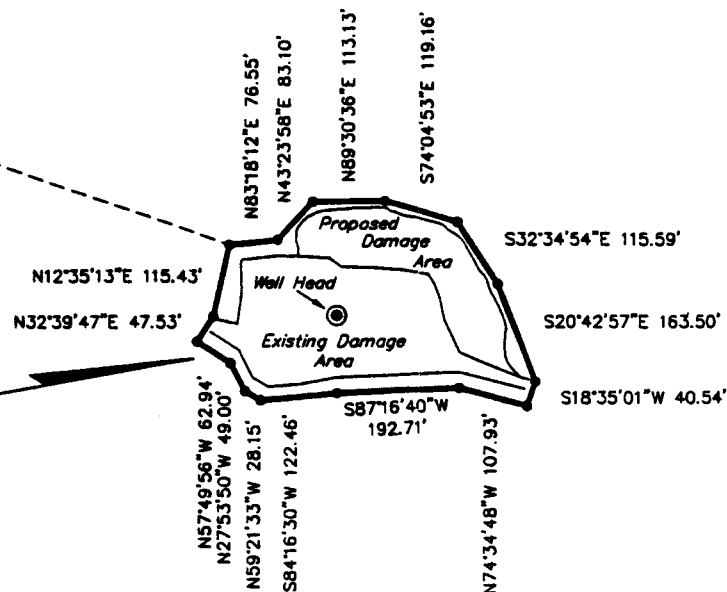 N83°18'12"E 76.55'
N43°23'58"E 83.10'
N89°30'36"E 113.13'
S74°04'53"E 119.16'
Proposed
Damage
Area
S32°34'54"E 115.59'
N12°35'13"E 115.43'
Well Head
N32°39'47"E 47.53'
S20°42'57"E 163.50'
Existing Damage
Area
S18°35'01"W 40.54'
S87°16'40"W
192.71'
N57°49'56"W 62.94'
N27°53'50"W 49.00'
N59°21'33"W 28.15'
S84°16'30"W 122.46'
N74°34'48"W 107.93'